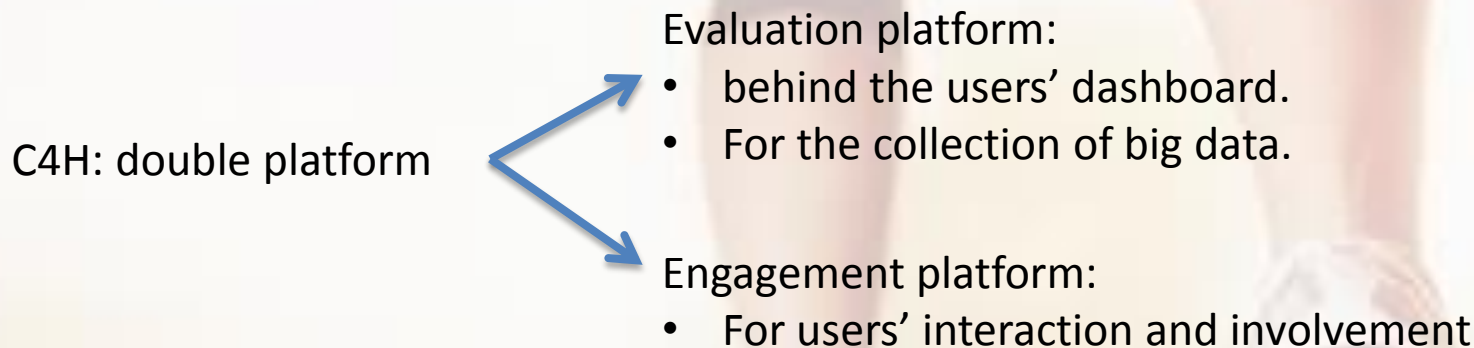 C4H: double platform
Evaluation platform:
• behind the users’ dashboard.
• For the collection of big data.
Engagement platform:
• For users’ interaction and involvement